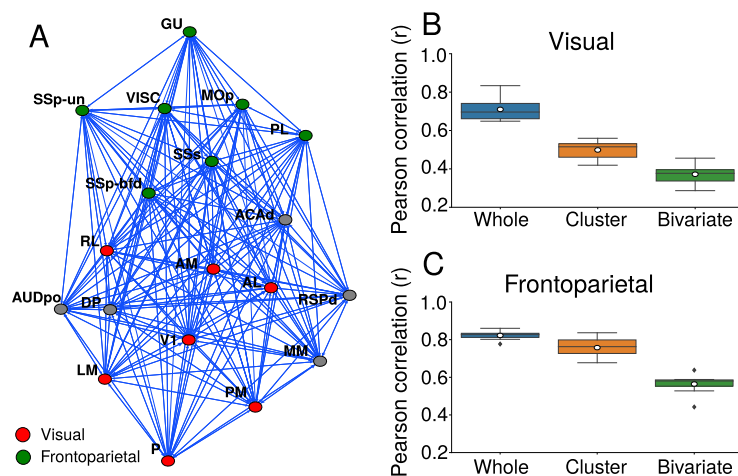 A
GU
SSp-un
VISC
MOp
PL
SSs
SSp-bfd
ACAd
RL
AM
AL
AUDpo
DP
RSPd
V1
MM
LM
PM
P
Visual
Frontoparietal
B
Visual
Pearson correlation (r)
1.0
0.8
0.6
0.4
0.2
Whole Cluster Bivariate
C
Frontoparietal
Pearson correlation (r)
1.0
0.8
0.6
0.4
0.2
Whole Cluster Bivariate